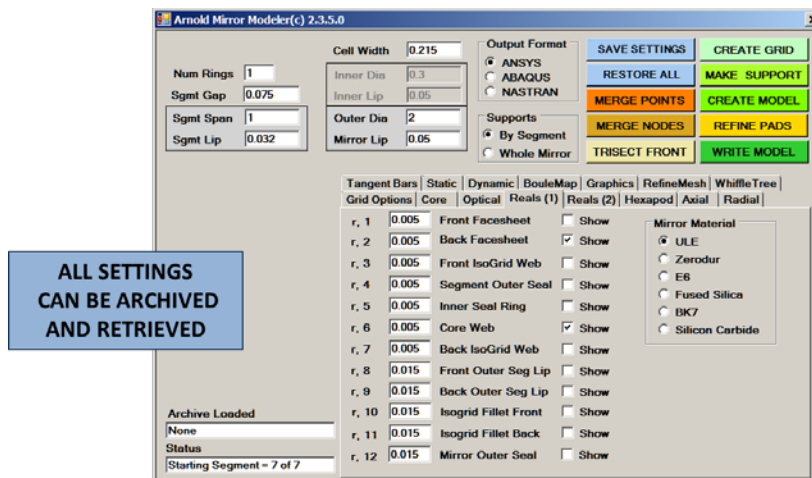 Arnold Mirror Modeler(c) 2.3.5.0
Num Rings 1
Sgmt Gap 0.075
Sgmt Span 1
Sgmt Lip 0.032
Cell Width 0.215
Inner Dia 0.3
Inner Lip 0.05
Outer Dia 2
Mirror Lip 0.05
Output Format
ANSYS
ABAQUS
NASTRAN
Supports
By Segment
Whole Mirror
SAVE SETTINGS CREATE GRID
RESTORE ALL MAKE SUPPORT
MERGE POINTS CREATE MODEL
MERGE NODES REFINE PADS
TRISECT FRONT WRITE MODEL
Tangent Bars Static Dynamic BouleMap Graphics RefineMesh WhiffleTree
Grid Options Core Optical Reals (1) Reals (2) Hexapod Axial Radial
r, 1 0.005 Front Facesheet Show
r, 2 0.005 Back Facesheet Show
r, 3 0.005 Front IsoGrid Web Show
r, 4 0.005 Segment Outer Seal Show
r, 5 0.005 Inner Seal Ring Show
r, 6 0.005 Core Web Show
r, 7 0.005 Back IsoGrid Web Show
r, 8 0.015 Front Outer Seg Lip Show
r, 9 0.015 Back Outer Seg Lip Show
r, 10 0.015 Isogrid Fillet Front Show
r, 11 0.015 Isogrid Fillet Back Show
r, 12 0.015 Mirror Outer Seal Show
Mirror Material
ULE
Zerodur
E6
Fused Silica
BK7
Silicon Carbide
ALL SETTINGS
CAN BE ARCHIVED
AND RETRIEVED
Archive Loaded
None
Status
Starting Segment = 7 of 7